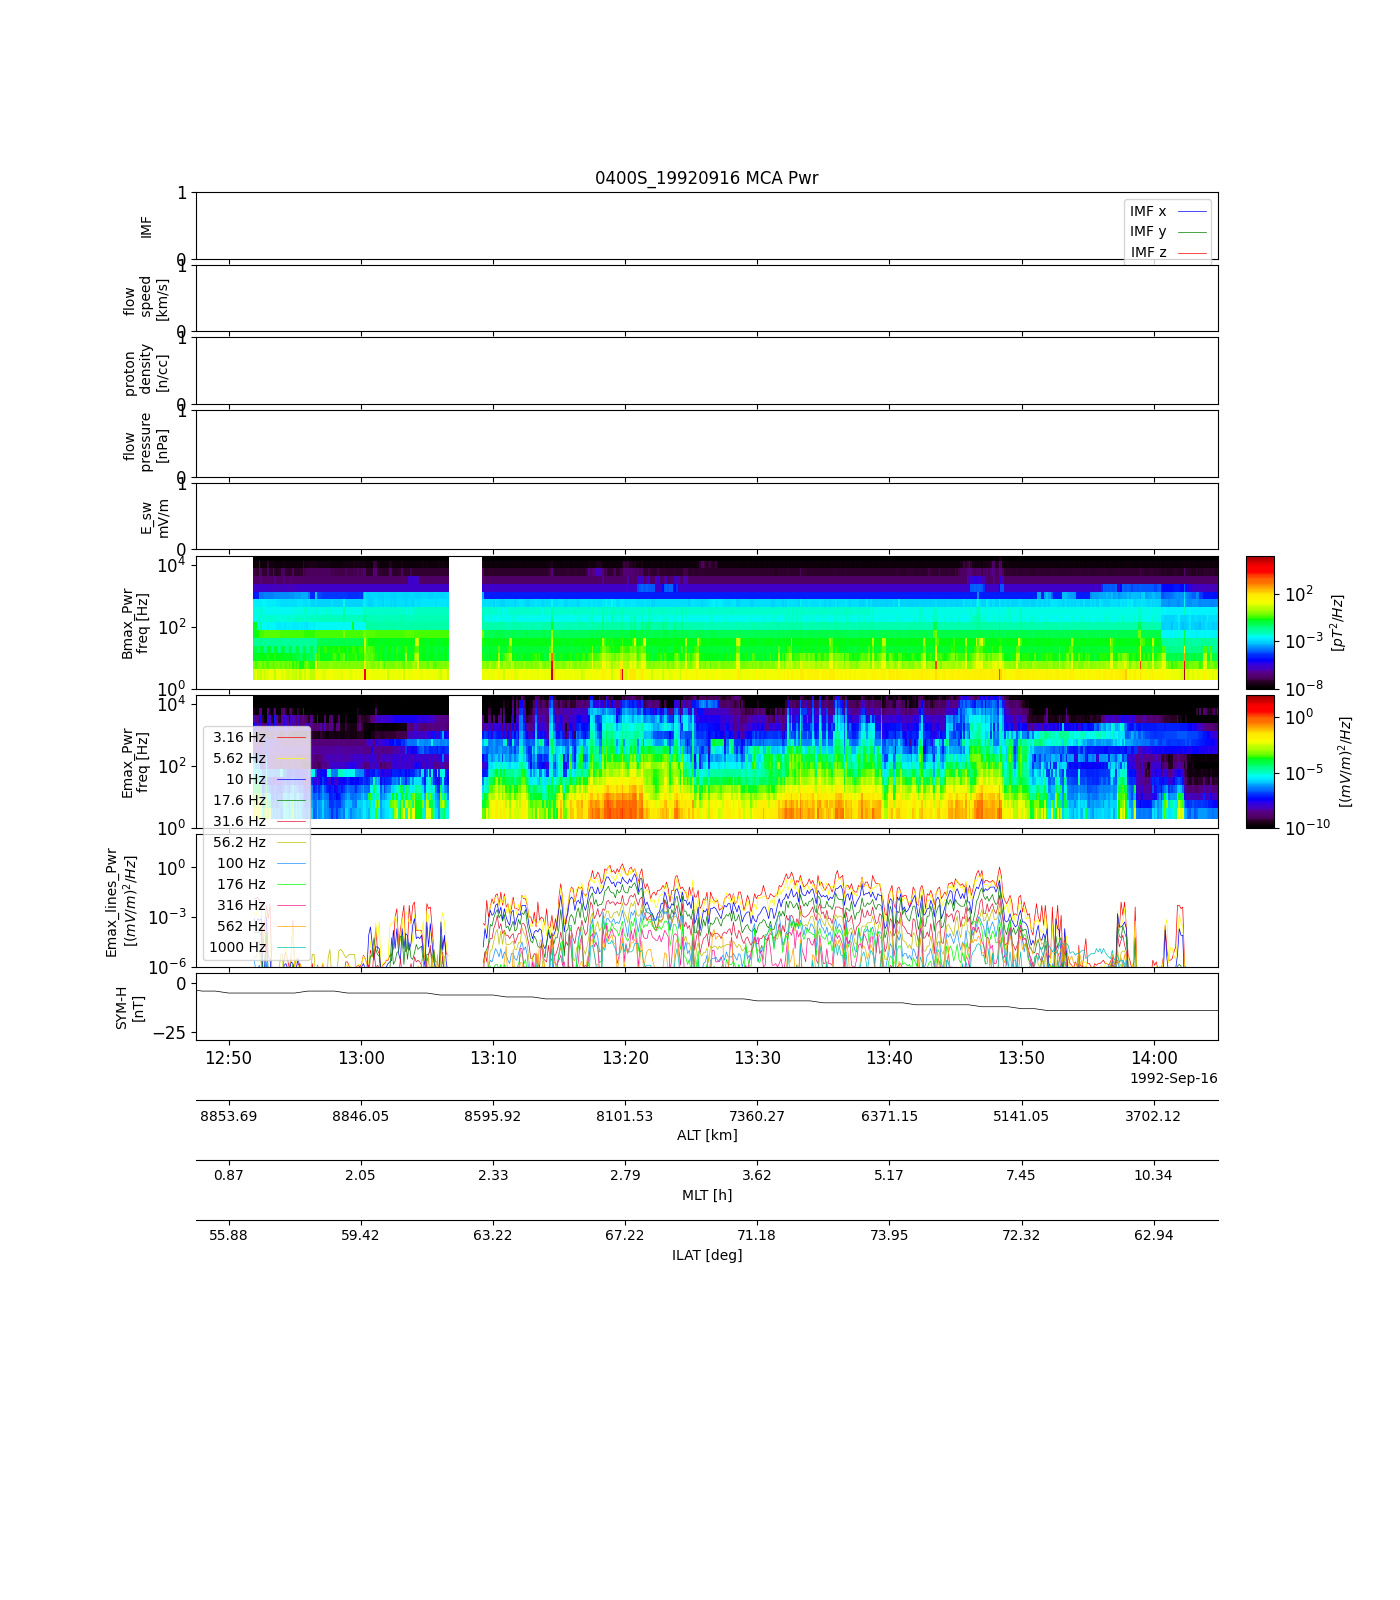 0400S_19920916 MCA Pwr
1
IMF
0
IMF x
IMF y
IMF z
1
flow
speed
[km/s]
0
1
proton
density
[n/cc]
0
1
flow
pressure
[nPa]
0
1
E_sw
mV/m
0
10^4
10^2
10^0
Bmax_Pwr
freq [Hz]
10^2
10^-3
10^-8
[pT^2/Hz]
10^4
10^2
10^0
Emax_Pwr
freq [Hz]
10^0
10^-5
10^-10
[(mV/m)^2/Hz]
3.16 Hz
5.62 Hz
10 Hz
17.6 Hz
31.6 Hz
56.2 Hz
100 Hz
176 Hz
316 Hz
562 Hz
1000 Hz
10^0
10^-3
10^-6
Emax_lines_Pwr
[(mV/m)^2/Hz]
0
−25
SYM-H
[nT]
12:50 13:00 13:10 13:20 13:30 13:40 13:50 14:00
1992-Sep-16
8853.69 8846.05 8595.92 8101.53 7360.27 6371.15 5141.05 3702.12
ALT [km]
0.87 2.05 2.33 2.79 3.62 5.17 7.45 10.34
MLT [h]
55.88 59.42 63.22 67.22 71.18 73.95 72.32 62.94
ILAT [deg]